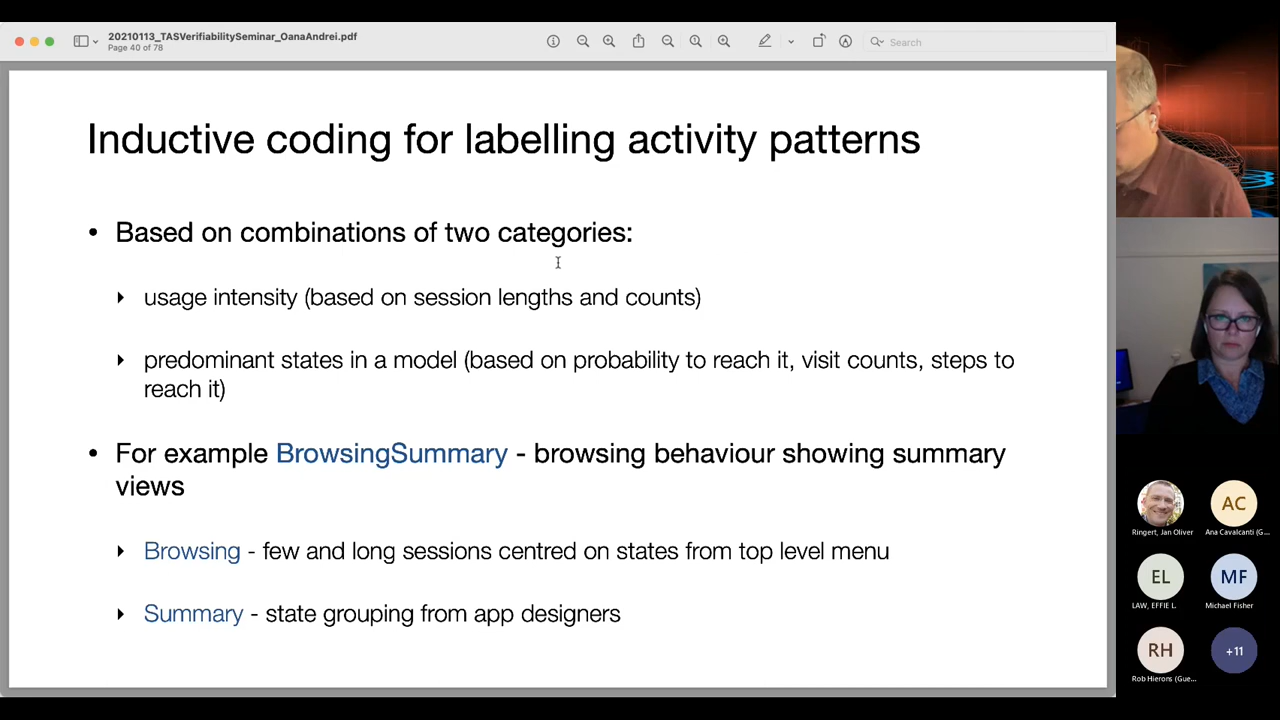 20210113_TASVerifiabilitySeminar_OanaAndrei.pdf
Page 40 of 78
Search
Inductive coding for labelling activity patterns
• Based on combinations of two categories:
usage intensity (based on session lengths and counts)
predominant states in a model (based on probability to reach it, visit counts, steps to
reach it)
• For example BrowsingSummary - browsing behaviour showing summary
views
Browsing - few and long sessions centred on states from top level menu
Summary - state grouping from app designers
AC
Ringert, Jan Oliver
Ana Cavalcanti (G...
EL
MF
LAW, EFFIE L.
Michael Fisher
RH
+11
Rob Hierons (Gue...